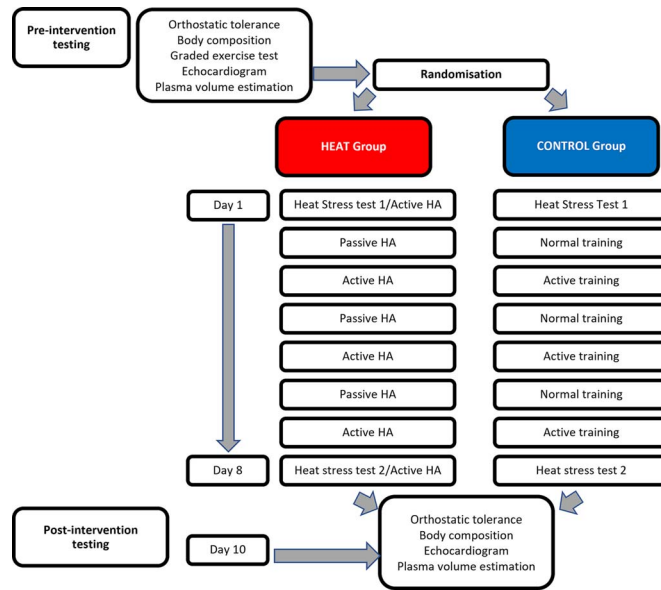 Pre-intervention
testing
Orthostatic tolerance
Body composition
Graded exercise test
Echocardiogram
Plasma volume estimation
Randomisation
HEAT Group
CONTROL Group
Day 1
Heat Stress test 1/Active HA
Heat Stress Test 1
Passive HA
Normal training
Active HA
Active training
Passive HA
Normal training
Active HA
Active training
Passive HA
Normal training
Active HA
Active training
Day 8
Heat stress test 2/Active HA
Heat stress test 2
Post-intervention
testing
Day 10
Orthostatic tolerance
Body composition
Echocardiogram
Plasma volume estimation